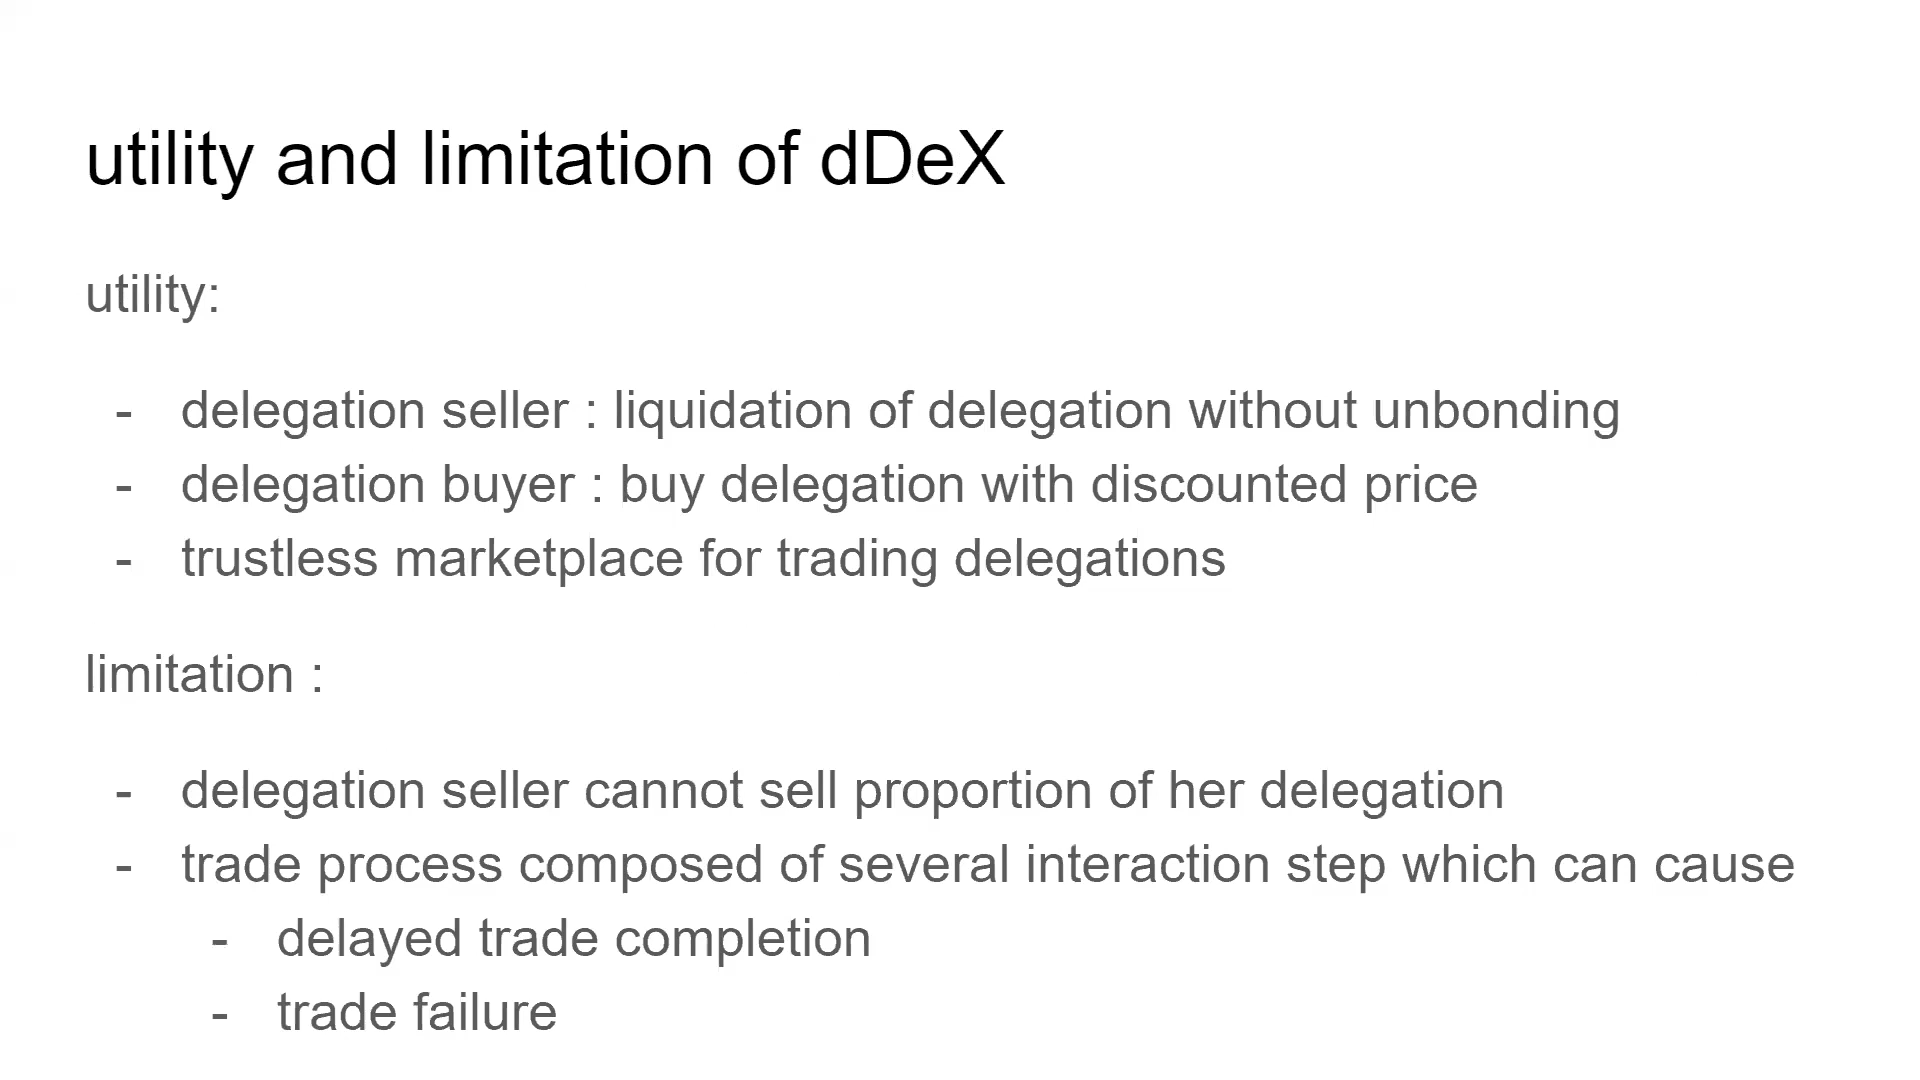 utility and limitation of dDeX
utility:
- delegation seller : liquidation of delegation without unbonding
- delegation buyer : buy delegation with discounted price
- trustless marketplace for trading delegations
limitation :
- delegation seller cannot sell proportion of her delegation
- trade process composed of several interaction step which can cause
- delayed trade completion
- trade failure